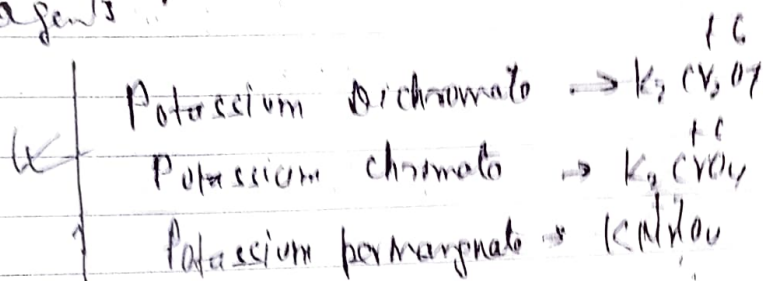 agents
+6
Potassium Dichromate → K₂Cr₂O7
+6
Potassium chromate → K₂CrO4
Potassium permanganate → KMnO4